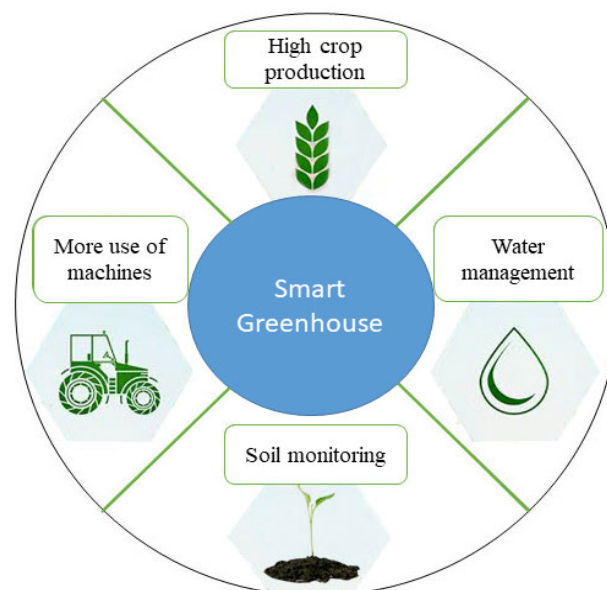 High crop
production
More use of
machines
Water
management
Smart
Greenhouse
Soil monitoring